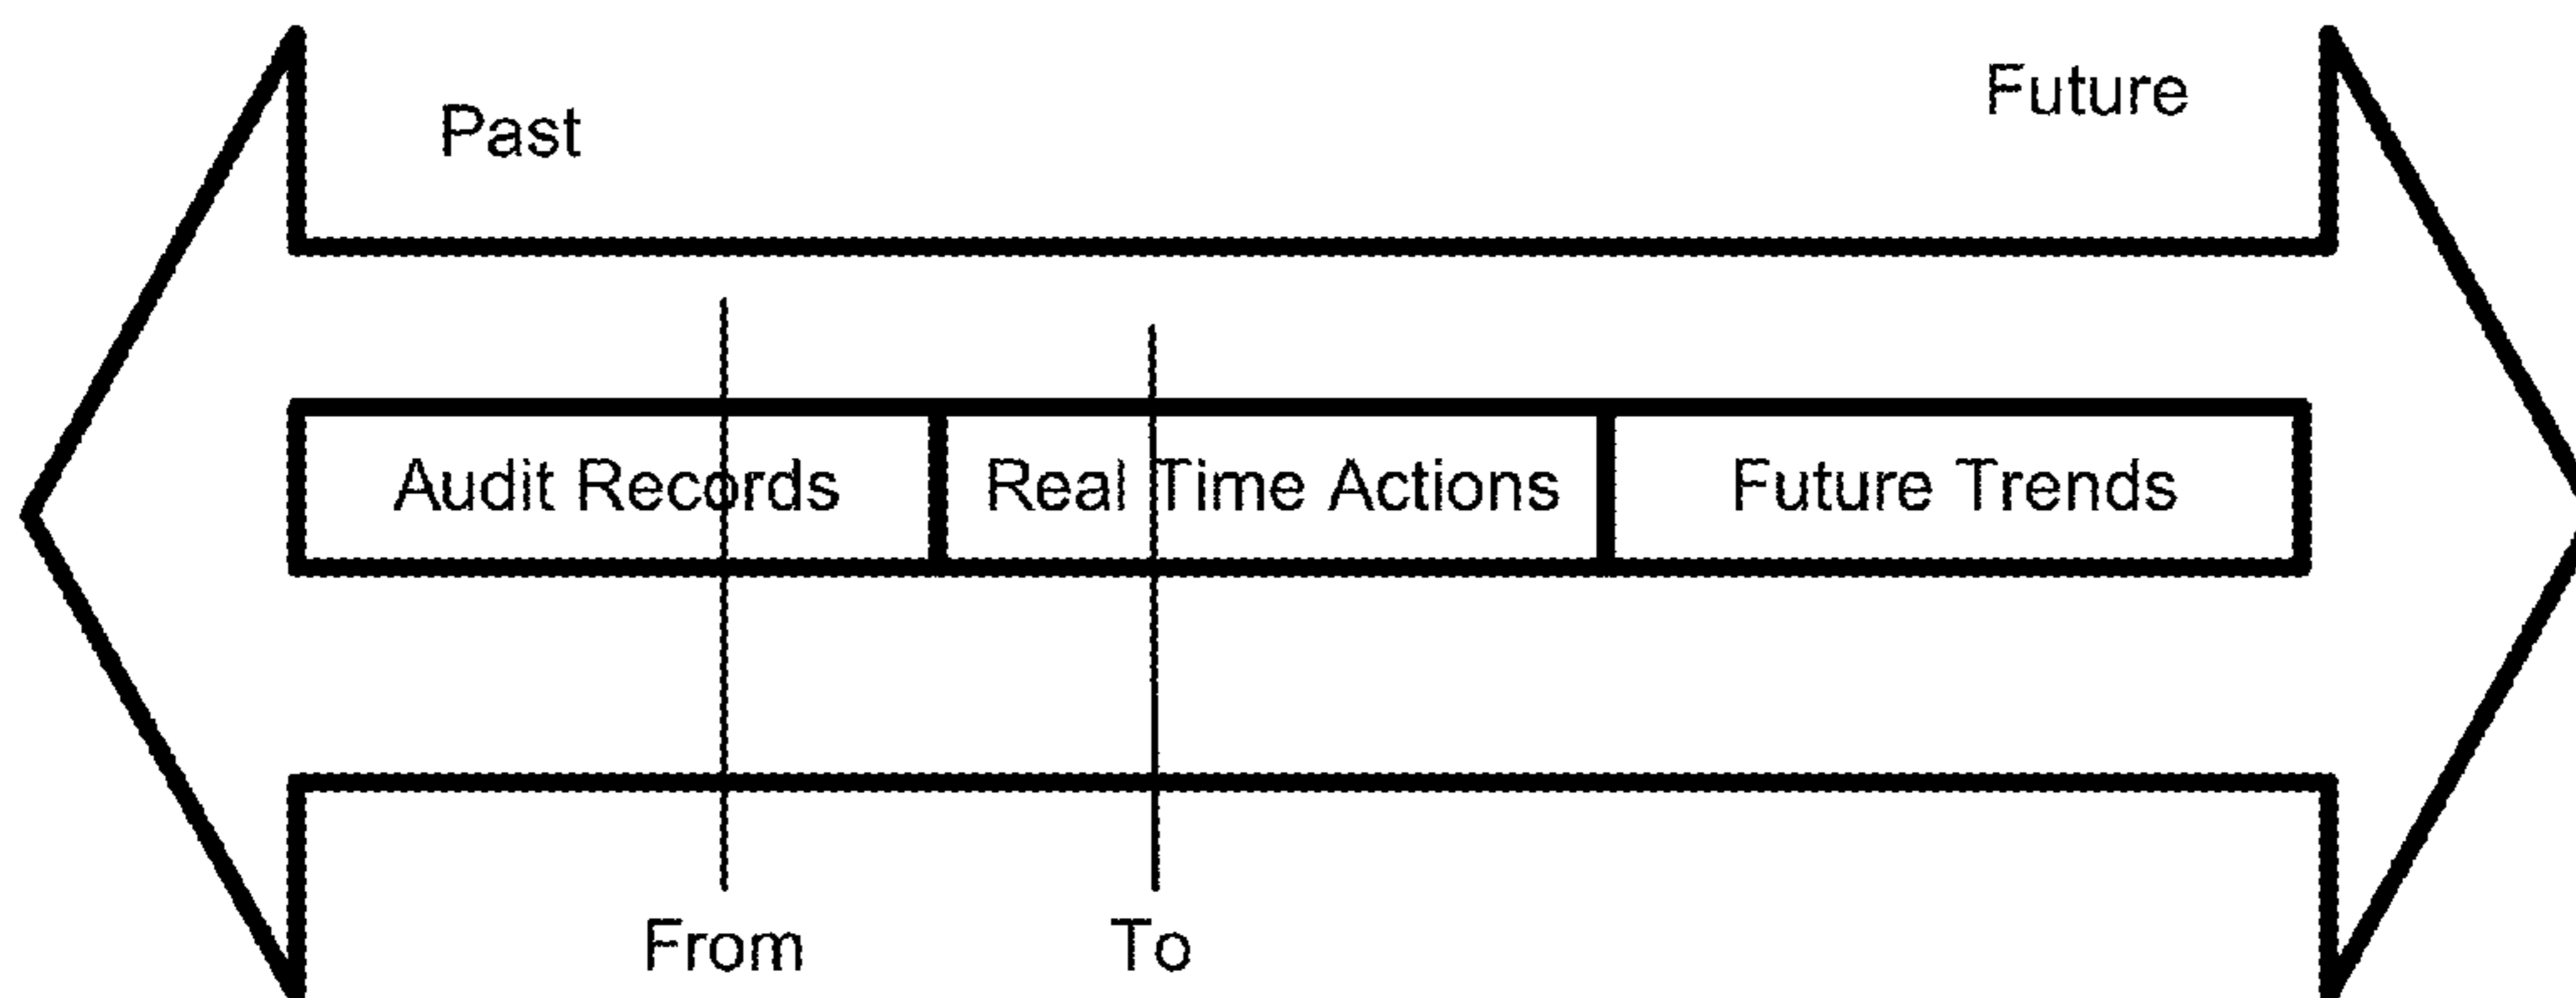 Past
Future
Audit Records
Real Time Actions
Future Trends
From
To